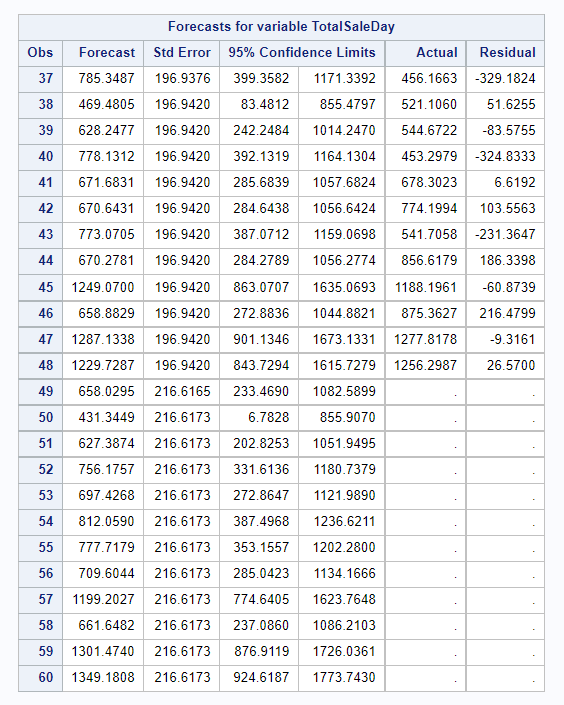 Forecasts for variable TotalSaleDay
Obs Forecast Std Error 95% Confidence Limits Actual Residual
37 785.3487 196.9376 399.3582 1171.3392 456.1663 -329.1824
38 469.4805 196.9420 83.4812 855.4797 521.1060 51.6255
39 628.2477 196.9420 242.2484 1014.2470 544.6722 -83.5755
40 778.1312 196.9420 392.1319 1164.1304 453.2979 -324.8333
41 671.6831 196.9420 285.6839 1057.6824 678.3023 6.6192
42 670.6431 196.9420 284.6438 1056.6424 774.1994 103.5563
43 773.0705 196.9420 387.0712 1159.0698 541.7058 -231.3647
44 670.2781 196.9420 284.2789 1056.2774 856.6179 186.3398
45 1249.0700 196.9420 863.0707 1635.0693 1188.1961 -60.8739
46 658.8829 196.9420 272.8836 1044.8821 875.3627 216.4799
47 1287.1338 196.9420 901.1346 1673.1331 1277.8178 -9.3161
48 1229.7287 196.9420 843.7294 1615.7279 1256.2987 26.5700
49 658.0295 216.6165 233.4690 1082.5899 . .
50 431.3449 216.6173 6.7828 855.9070 . .
51 627.3874 216.6173 202.8253 1051.9495 . .
52 756.1757 216.6173 331.6136 1180.7379 . .
53 697.4268 216.6173 272.8647 1121.9890 . .
54 812.0590 216.6173 387.4968 1236.6211 . .
55 777.7179 216.6173 353.1557 1202.2800 . .
56 709.6044 216.6173 285.0423 1134.1666 . .
57 1199.2027 216.6173 774.6405 1623.7648 . .
58 661.6482 216.6173 237.0860 1086.2103 . .
59 1301.4740 216.6173 876.9119 1726.0361 . .
60 1349.1808 216.6173 924.6187 1773.7430 . .